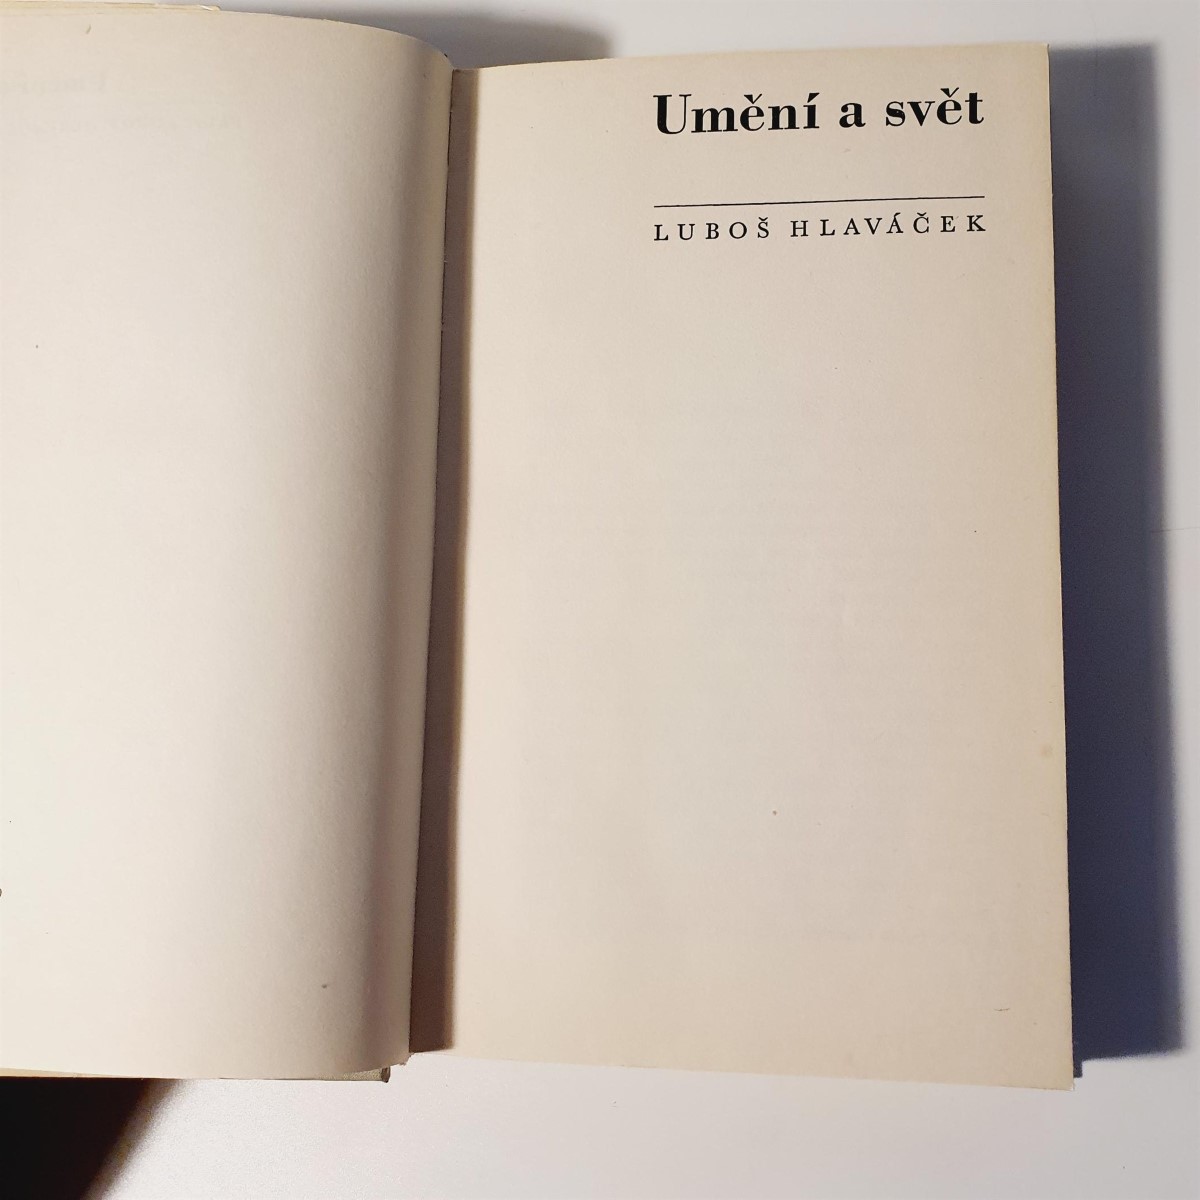 Umění a svět
LUBOŠ HLAVÁČEK